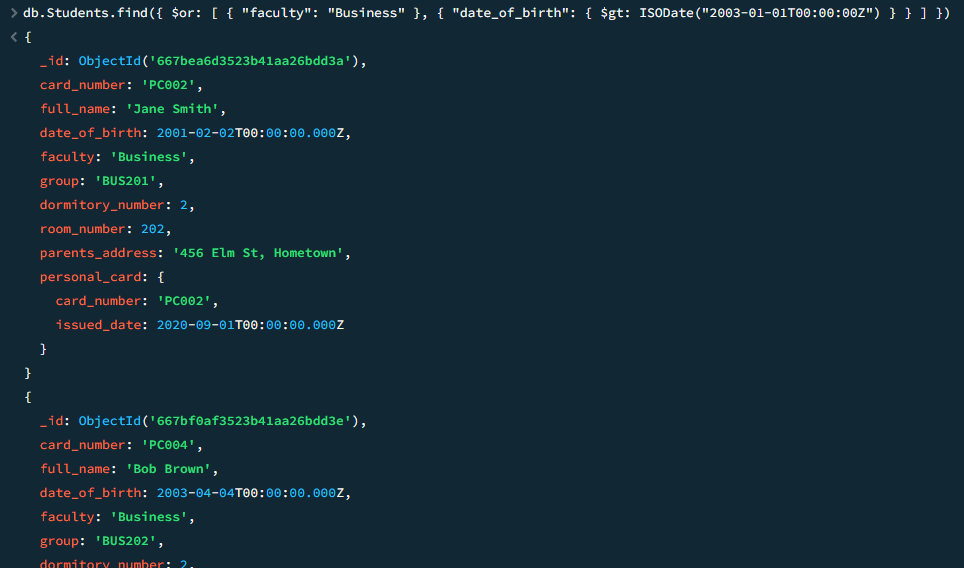 > db.Students.find({ $or: [ { "faculty": "Business" }, { "date_of_birth": { $gt: ISODate("2003-01-01T00:00:00Z") } } ] })
< {
_id: ObjectId('667bea6d3523b41aa26bdd3a'),
card_number: 'PC002',
full_name: 'Jane Smith',
date_of_birth: 2001-02-02T00:00:00.000Z,
faculty: 'Business',
group: 'BUS201',
dormitory_number: 2,
room_number: 202,
parents_address: '456 Elm St, Hometown',
personal_card: {
card_number: 'PC002',
issued_date: 2020-09-01T00:00:00.000Z
}
}
{
_id: ObjectId('667bf0af3523b41aa26bdd3e'),
card_number: 'PC004',
full_name: 'Bob Brown',
date_of_birth: 2003-04-04T00:00:00.000Z,
faculty: 'Business',
group: 'BUS202',
dormitory_number: 2,